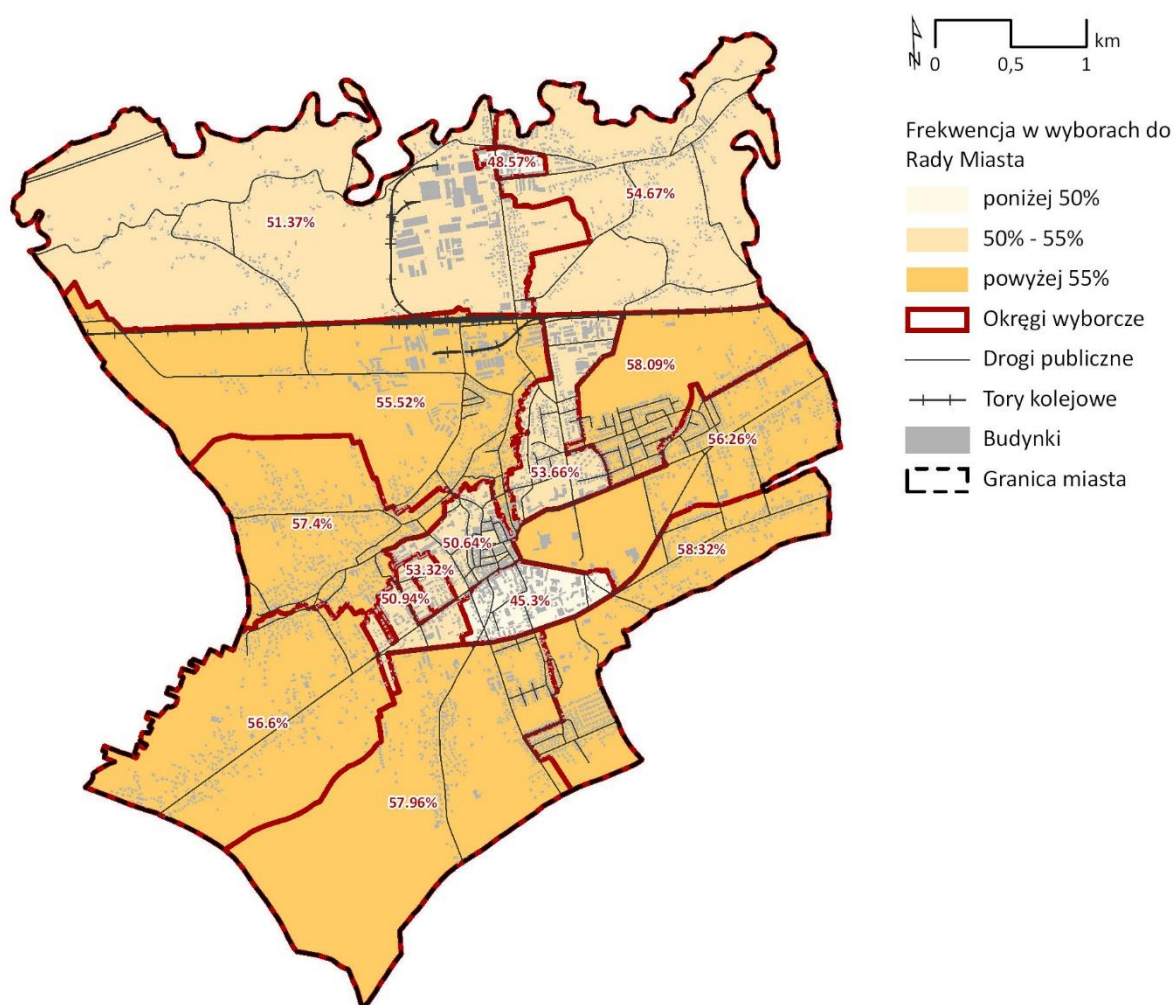 N
km
0
0,5
1
Frekwencja w wyborach do
Rady Miasta
poniżej 50%
50% - 55%
powyżej 55%
Okręgi wyborcze
Drogi publiczne
Tory kolejowe
Budynki
Granica miasta
48.57%
54.67%
51.37%
58.09%
55.52%
56.26%
53.66%
57.4%
50.64%
58.32%
53.32%
50.94%
45.3%
56.6%
57.96%